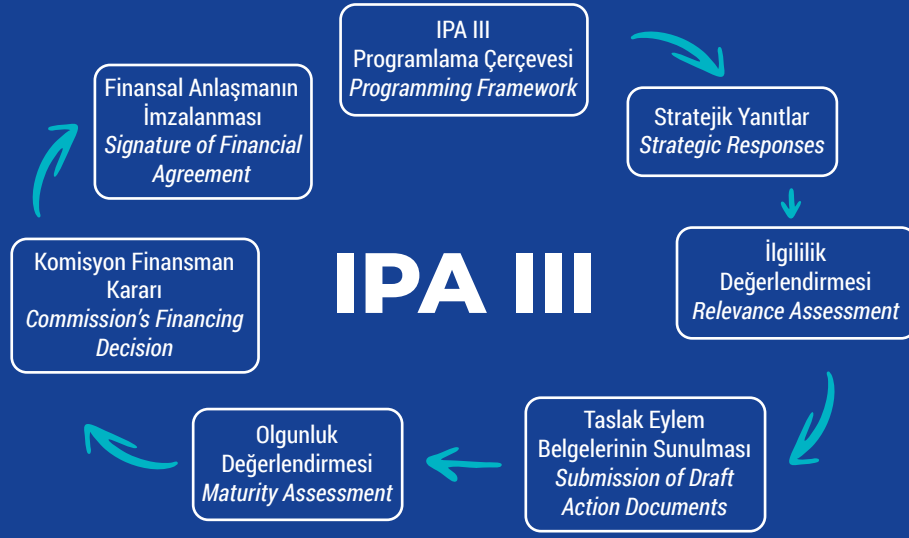 IPA III
Programlama Çerçevesi
Programming Framework
Stratejik Yanıtlar
Strategic Responses
İlgililik
Değerlendirmesi
Relevance Assessment
Taslak Eylem
Belgelerinin Sunulması
Submission of Draft
Action Documents
Olgunluk
Değerlendirmesi
Maturity Assessment
Komisyon Finansman
Kararı
Commission's Financing
Decision
Finansal Anlaşmanın
İmzalanması
Signature of Financial
Agreement
IPA III